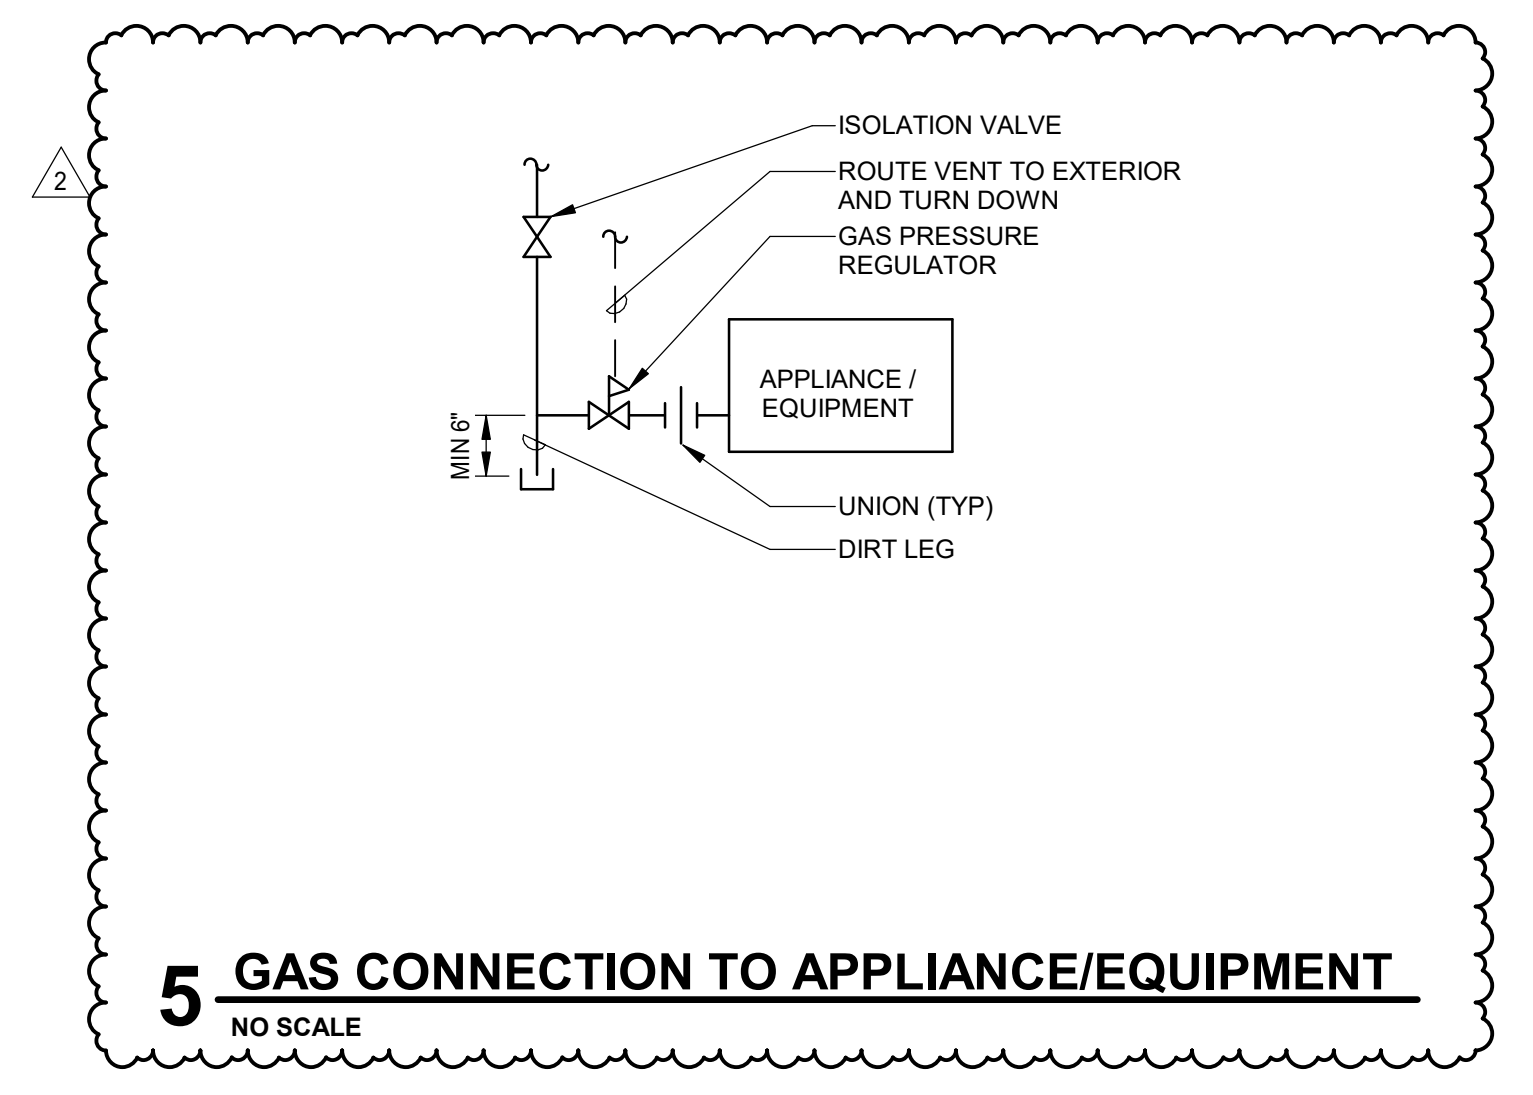 2
ISOLATION VALVE
ROUTE VENT TO EXTERIOR
AND TURN DOWN
GAS PRESSURE
REGULATOR
APPLIANCE /
EQUIPMENT
MIN 6"
UNION (TYP)
DIRT LEG
5 GAS CONNECTION TO APPLIANCE/EQUIPMENT
NO SCALE